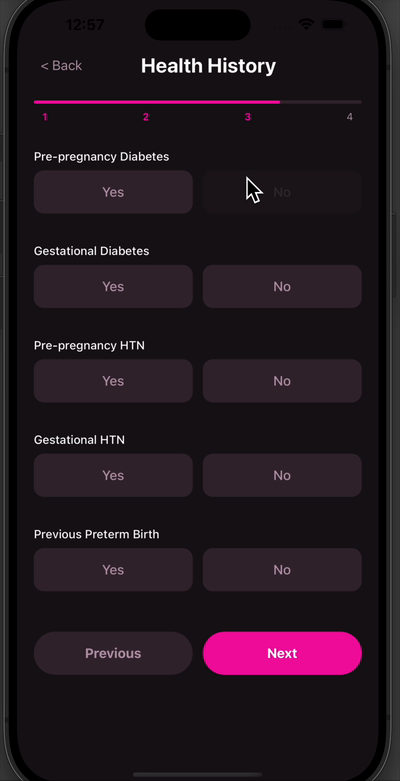 12:57
< Back
Health History
1 2 3 4
Pre-pregnancy Diabetes
Yes No
Gestational Diabetes
Yes No
Pre-pregnancy HTN
Yes No
Gestational HTN
Yes No
Previous Preterm Birth
Yes No
Previous Next